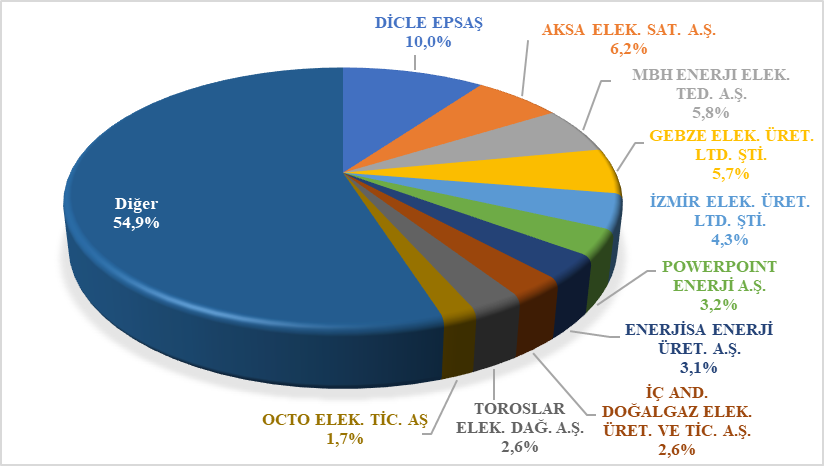 DİCLE EPSAŞ
10,0%
AKSA ELEK. SAT. A.Ş.
6,2%
MBH ENERJI ELEK.
TED. A.Ş.
5,8%
GEBZE ELEK. ÜRET.
LTD. ŞTİ.
5,7%
İZMİR ELEK. ÜRET.
LTD. ŞTİ.
4,3%
POWERPOINT
ENERJİ A.Ş.
3,2%
ENERJİSA ENERJİ
ÜRET. A.Ş.
3,1%
İÇ AND.
DOĞALGAZ ELEK.
ÜRET. VE TİC. A.Ş.
2,6%
TOROSLAR
ELEK. DAĞ. A.Ş.
2,6%
OCTO ELEK. TİC. AŞ
1,7%
Diğer
54,9%